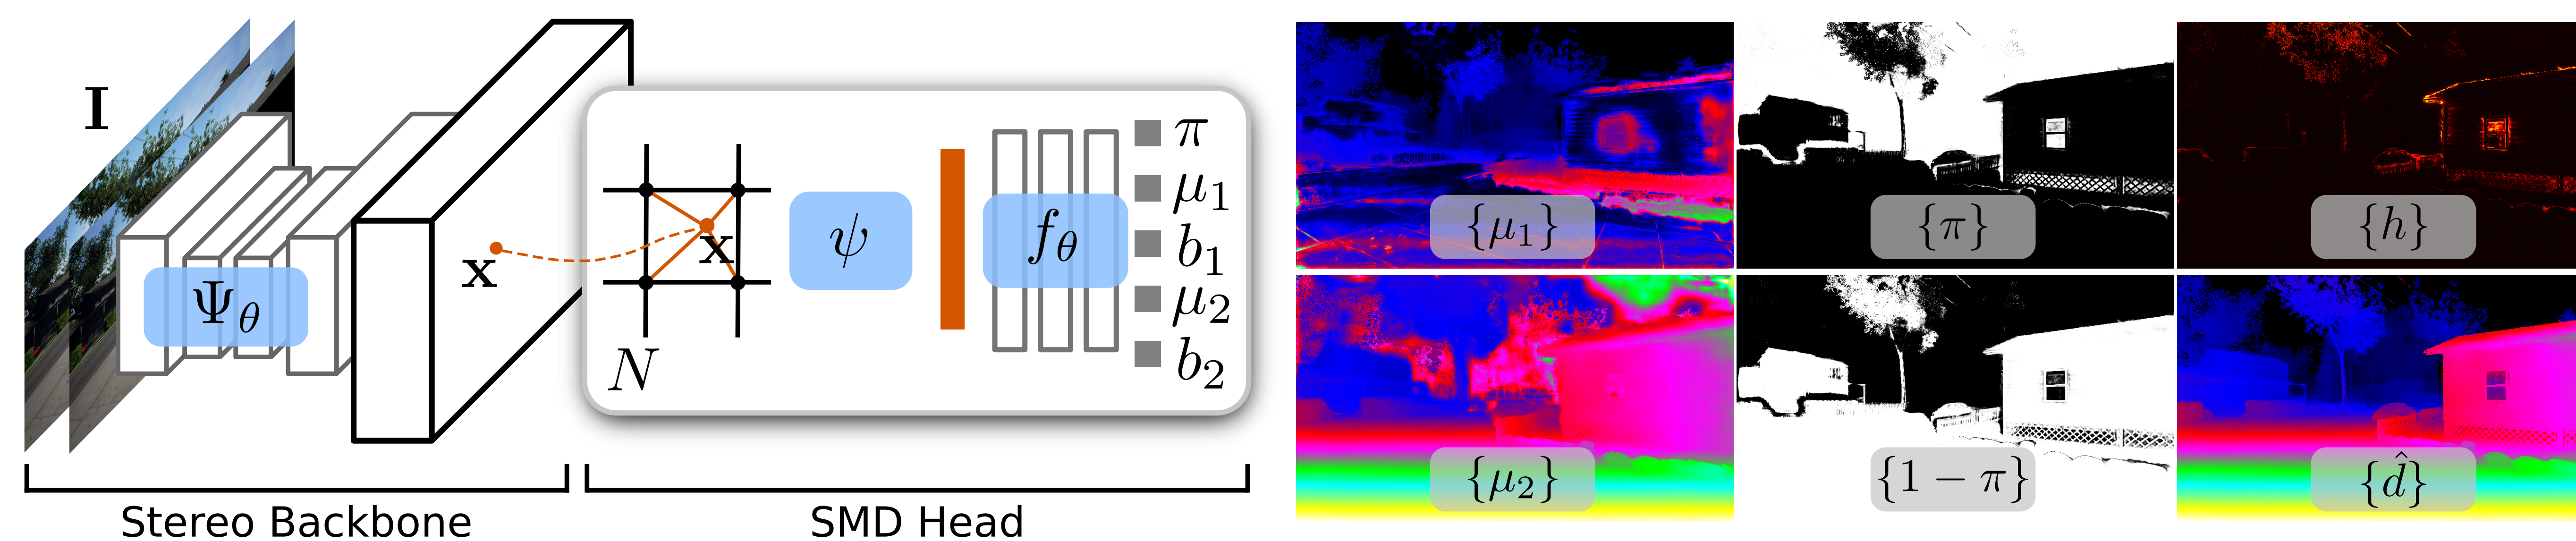 I
Ψθ
x
x
N
ψ
fθ
π
μ1
b1
μ2
b2
Stereo Backbone
SMD Head
{μ1}
{π}
{h}
{μ2}
{1 − π}
{d̂}